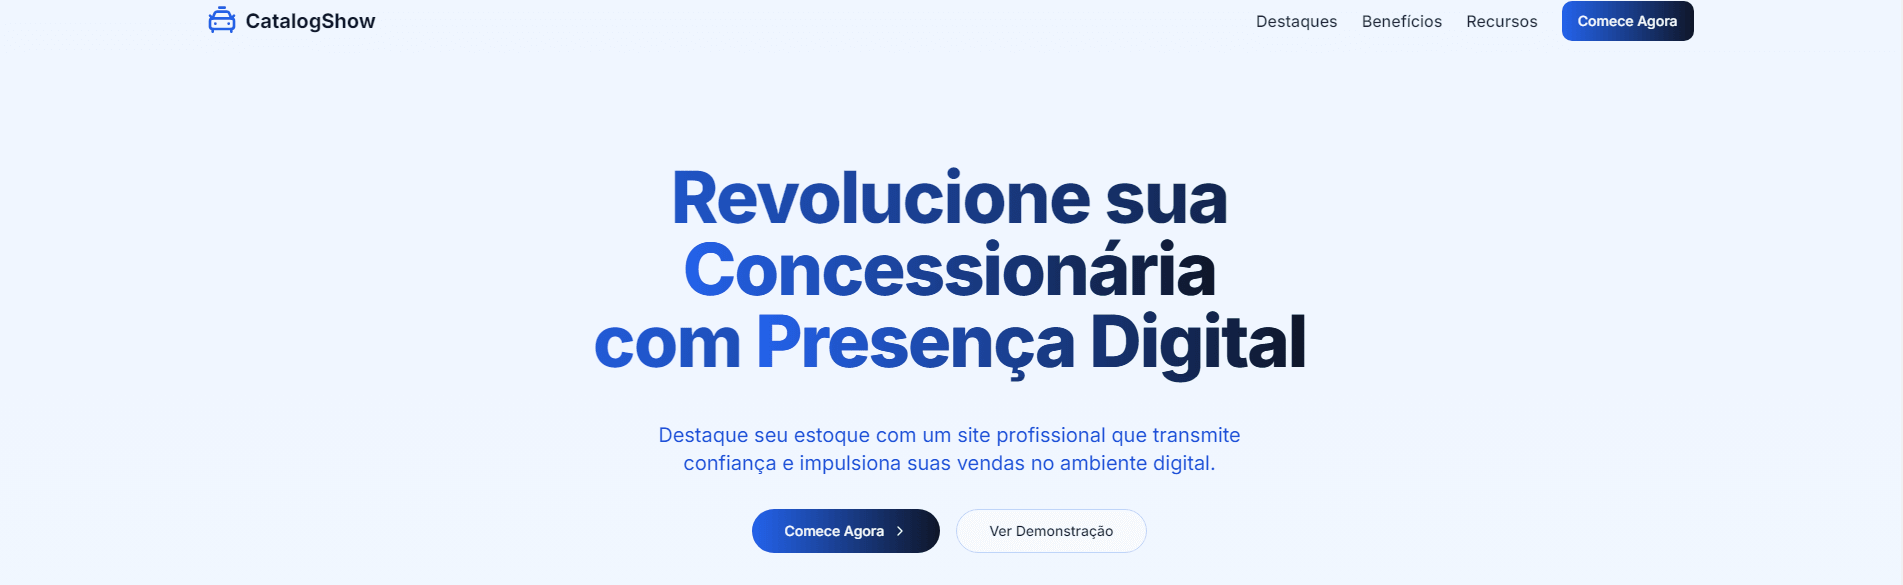 CatalogShow
Destaques
Benefícios
Recursos
Comece Agora
Revolucione sua
Concessionária
com Presença Digital
Destaque seu estoque com um site profissional que transmite
confiança e impulsiona suas vendas no ambiente digital.
Comece Agora
Ver Demonstração